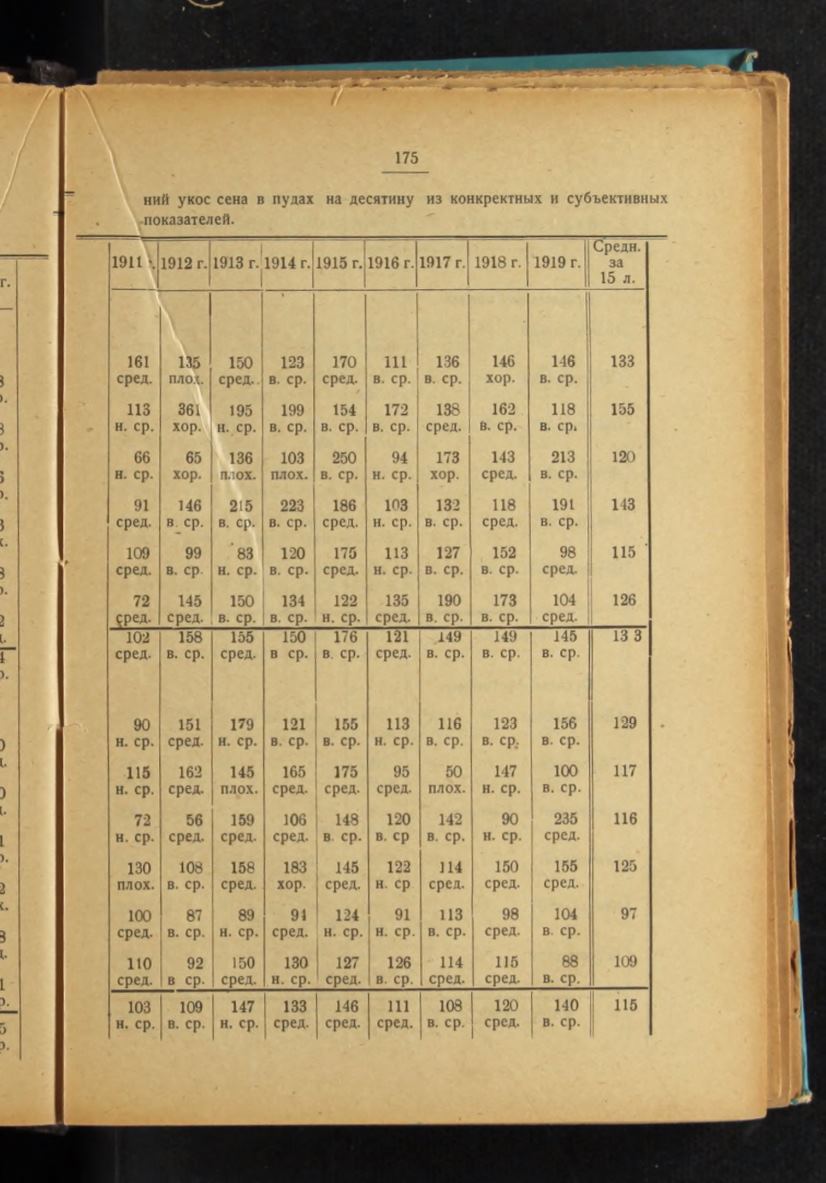 175
ний укос сена в пудах на десятину из конкретных и субъективных
показателей.
1911 г. 1912 г. 1913 г. 1914 г. 1915 г. 1916 г. 1917 г. 1918 г. 1919 г. Средн. за 15 л.
161 135 150 123 170 111 136 146 146 133
сред. плох. сред. в. ср. сред. в. ср. в. ср. хор. в. ср.
113 361 195 199 154 172 138 162 118 155
н. ср. хор. н. ср. в. ср. в. ср. в. ср. сред. в. ср. в. ср.
66 65 136 103 250 94 173 143 213 120
н. ср. хор. плох. плох. в. ср. н. ср. хор. сред. в. ср.
91 146 215 223 186 103 132 118 191 143
сред. в. ср. в. ср. в. ср. сред. н. ср. в. ср. сред. в. ср.
109 99 83 120 175 113 127 152 98 115
сред. в. ср. н. ср. в. ср. сред. н. ср. в. ср. в. ср. сред.
72 145 150 134 122 135 190 173 104 126
сред. сред. в. ср. в. ср. н. ср. сред. в. ср. в. ср. сред.
102 158 155 150 176 121 149 149 145 13 3
сред. в. ср. сред. в ср. в. ср. сред. в. ср. в. ср. в. ср.
90 151 179 121 155 113 116 123 156 129
н. ср. сред. н. ср. в. ср. в. ср. н. ср. в. ср. в. ср. в. ср.
115 162 145 165 175 95 50 147 100 117
н. ср. сред. плох. сред. сред. сред. плох. н. ср. в. ср.
72 56 159 106 148 120 142 90 235 116
н. ср. сред. сред. сред. в. ср. в. ср в. ср. н. ср. сред.
130 108 158 183 145 122 114 150 155 125
плох. в. ср. сред. хор. сред. н. ср сред. сред. сред.
100 87 89 94 124 91 113 98 104 97
сред. в. ср. н. ср. сред. н. ср. н. ср. в. ср. сред. в. ср.
110 92 150 130 127 126 114 115 88 109
сред. в ср. сред. н. ср. сред. в. ср. сред. сред. в. ср.
103 109 147 133 146 111 108 120 140 115
н. ср. в. ср. н. ср. сред. сред. сред. в. ср. сред. в. ср.